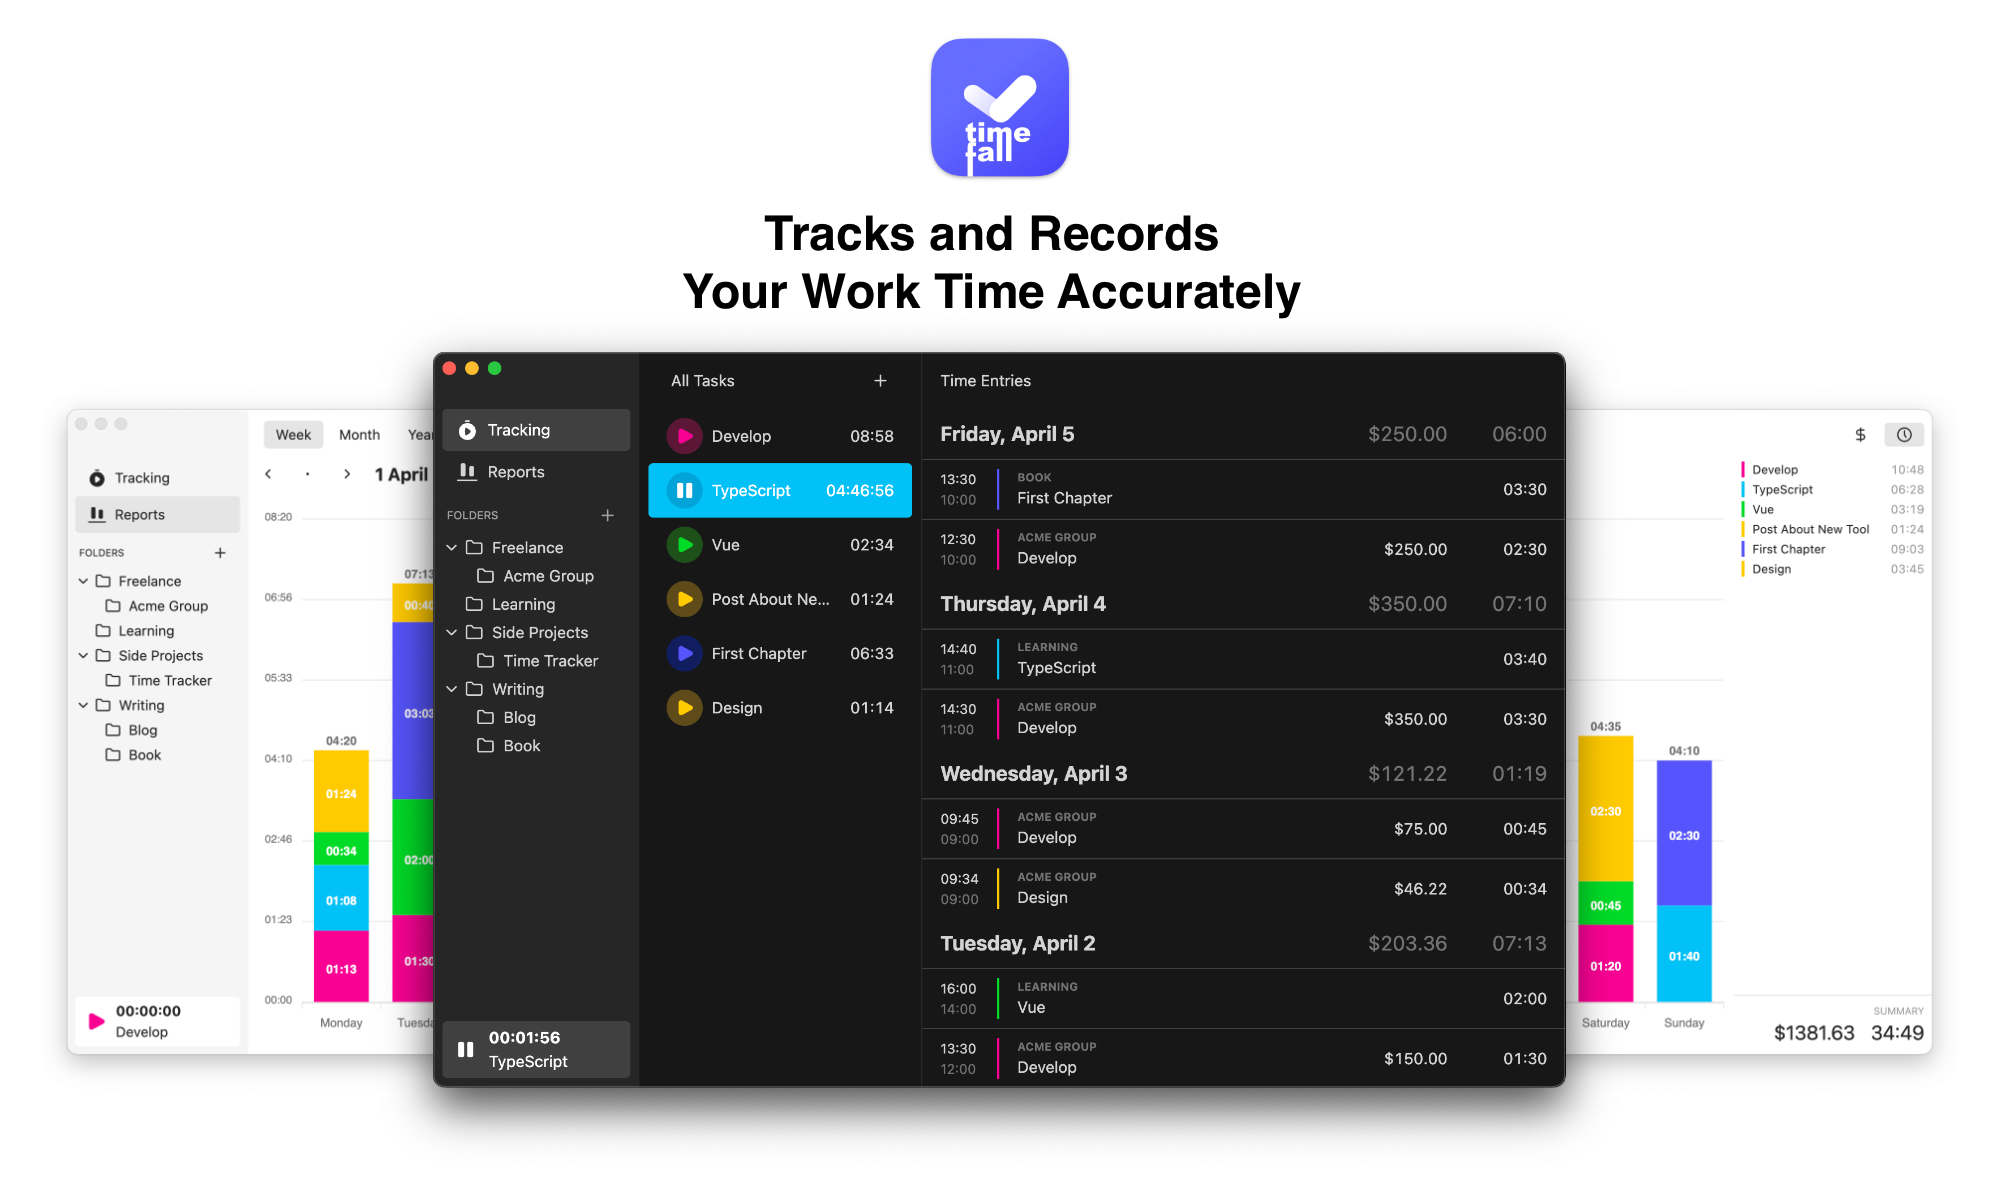 time
fall
Tracks and Records
Your Work Time Accurately
Tracking
Reports
FOLDERS
Freelance
Acme Group
Learning
Side Projects
Time Tracker
Writing
Blog
Book
00:00:00
Develop
Week Month
1 April
08:20
06:56
05:33
04:10
02:46
01:23
00:00
04:20
01:24
00:34
01:08
01:13
Monday
07:13
00:40
03:03
02:00
01:30
Tracking
Reports
FOLDERS
Freelance
Acme Group
Learning
Side Projects
Time Tracker
Writing
Blog
Book
00:01:56
TypeScript
All Tasks +
Develop 08:58
TypeScript 04:46:56
Vue 02:34
Post About Ne... 01:24
First Chapter 06:33
Design 01:14
Time Entries
Friday, April 5 $250.00 06:00
13:30 BOOK
10:00 First Chapter 03:30
12:30 ACME GROUP
10:00 Develop $250.00 02:30
Thursday, April 4 $350.00 07:10
14:40 LEARNING
11:00 TypeScript 03:40
14:30 ACME GROUP
11:00 Develop $350.00 03:30
Wednesday, April 3 $121.22 01:19
09:45 ACME GROUP
09:00 Develop $75.00 00:45
09:34 ACME GROUP
09:00 Design $46.22 00:34
Tuesday, April 2 $203.36 07:13
16:00 LEARNING
14:00 Vue 02:00
13:30 ACME GROUP
12:00 Develop $150.00 01:30
$
Develop 10:48
TypeScript 06:28
Vue 03:19
Post About New Tool 01:24
First Chapter 09:03
Design 03:45
04:35
02:30
00:45
01:20
Saturday
04:10
02:30
01:40
Sunday
SUMMARY
$1381.63 34:49